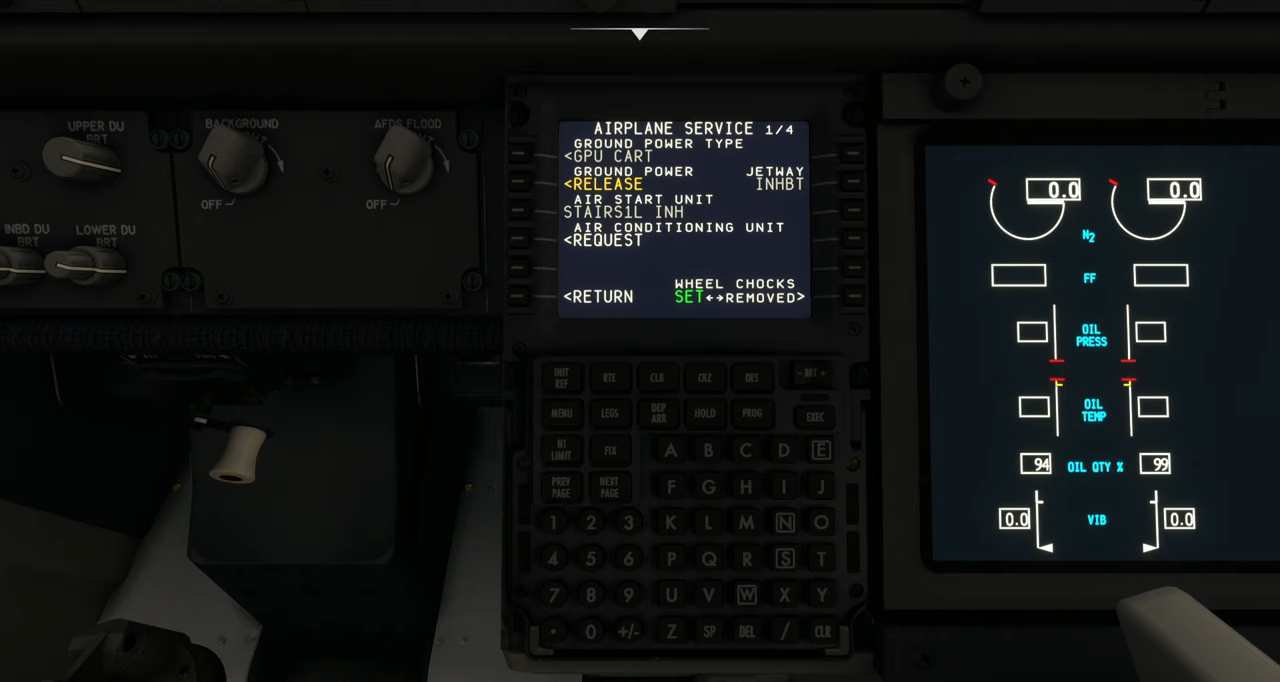 UPPER DU
BRT
BACKGROUND
AFDS FLOOD
OFF
OFF
INBD DU
BRT
LOWER DU
BRT
AIRPLANE SERVICE 1/4
GROUND POWER TYPE
<GPU CART
GROUND POWER JETWAY
<RELEASE INHBT
AIR START UNIT
STAIRS1L INH
AIR CONDITIONING UNIT
<REQUEST
WHEEL CHOCKS
<RETURN SET←→REMOVED>
INIT REF
RTE
CLB
CRZ
DES
- BRT +
MENU
LEGS
DEP ARR
HOLD
PROG
EXEC
N1 LIMIT
FIX
A B C D E
PREV PAGE
NEXT PAGE
F G H I J
1 2 3 K L M N O
4 5 6 P Q R S T
7 8 9 U V W X Y
. 0 +/- Z SP DEL / CLR
0.0 0.0
N2
FF
OIL
PRESS
OIL
TEMP
94 OIL QTY % 99
0.0 VIB 0.0